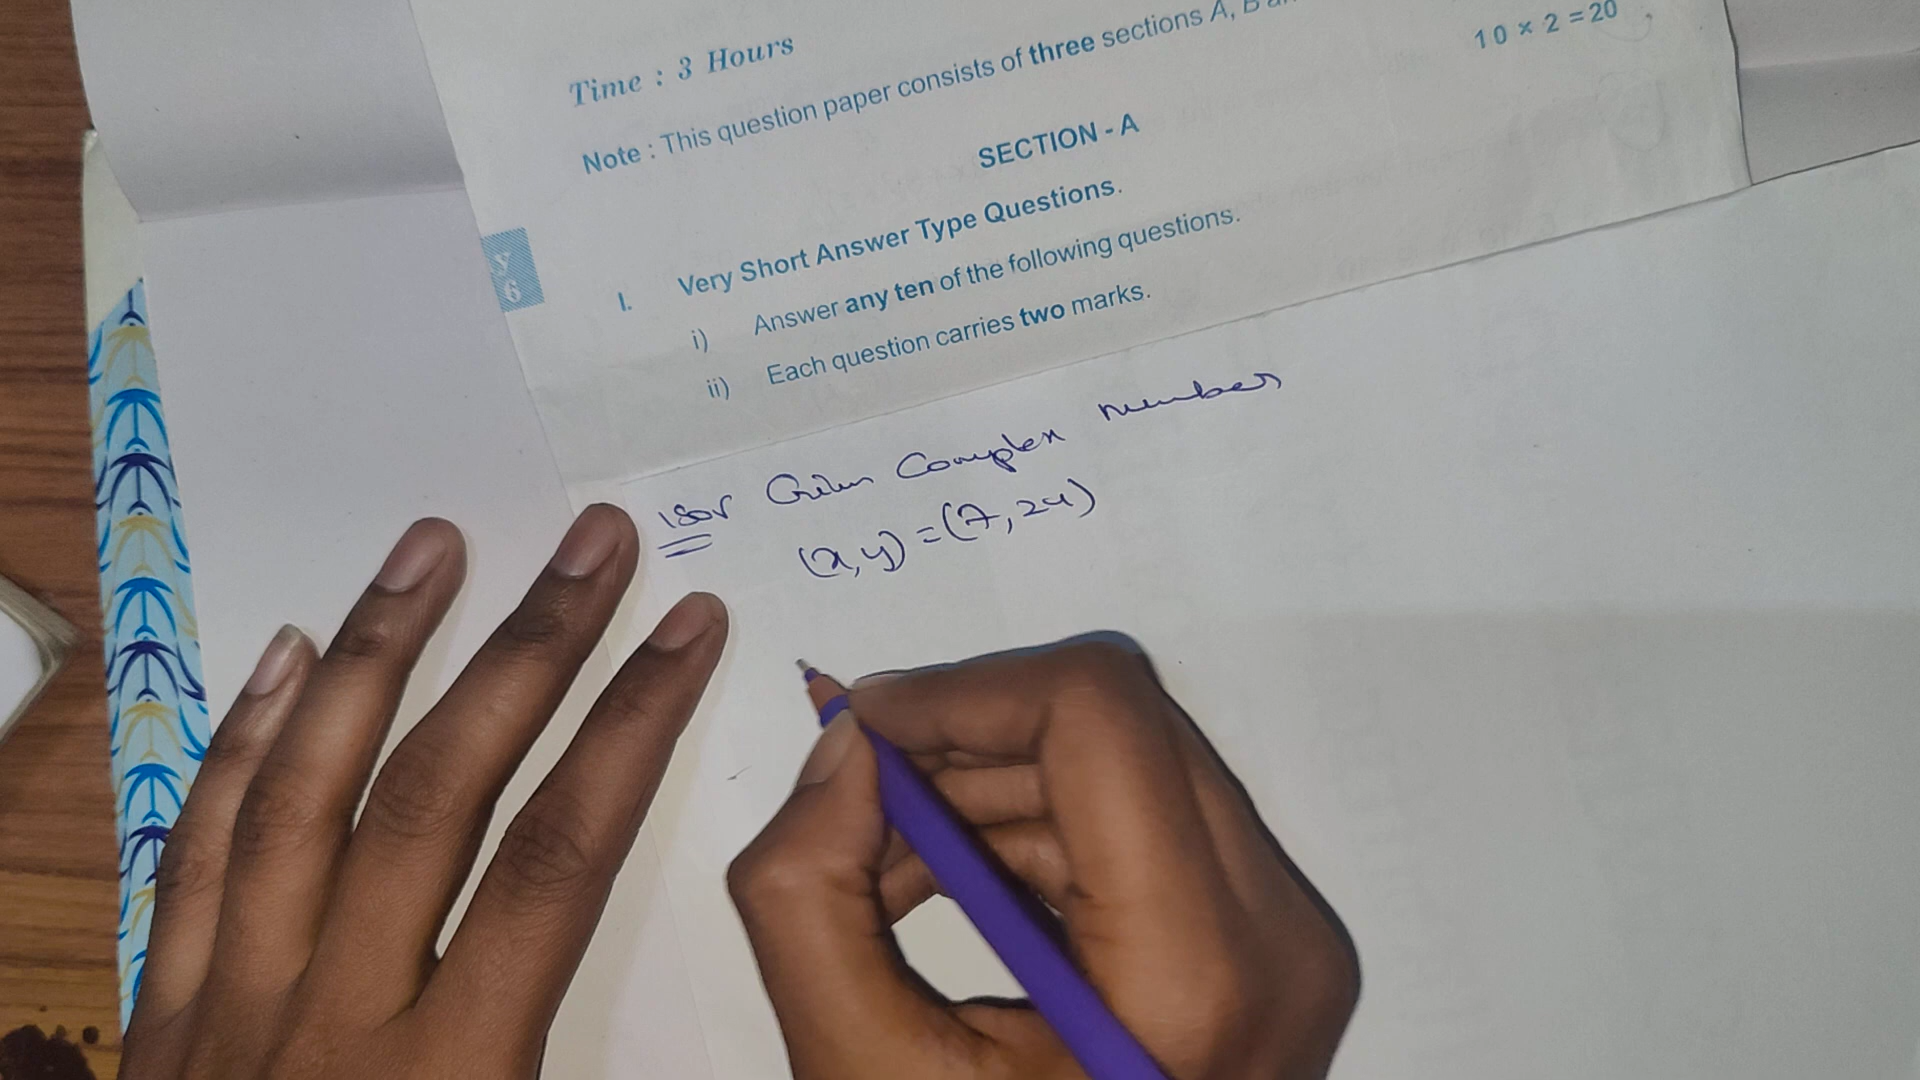 Time : 3 Hours
Note : This question paper consists of three sections A, B
10 × 2 = 20
SECTION - A
I. Very Short Answer Type Questions.
i) Answer any ten of the following questions.
ii) Each question carries two marks.
y
6
1Sol Given Complex number
(x, y) = (7, 24)